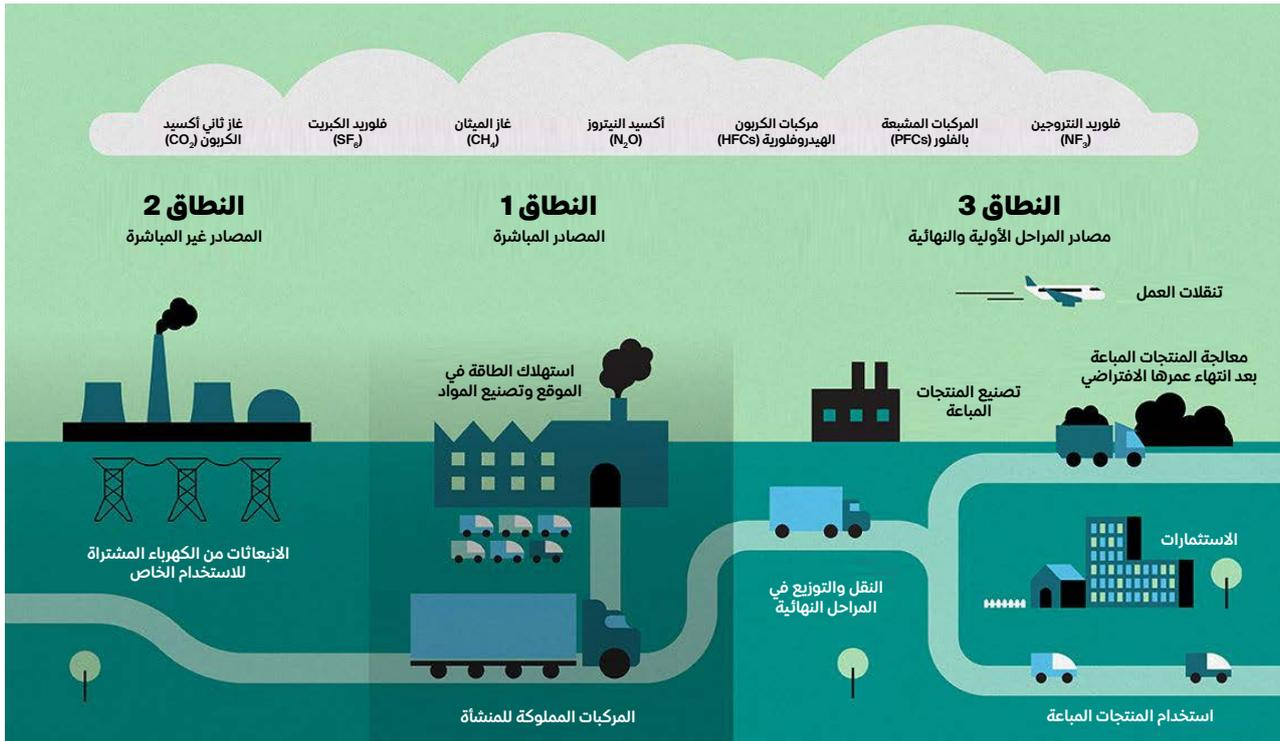 فلوريد النتروجين
(NF₃)
المركبات المشبعة
بالفلور (PFCs)
مركبات الكربون
الهيدروفلورية (HFCs)
أكسيد النيتروز
(N₂O)
غاز الميثان
(CH₄)
فلوريد الكبريت
(SF₆)
غاز ثاني أكسيد
الكربون (CO₂)
النطاق 3
مصادر المراحل الأولية والنهائية
النطاق 1
المصادر المباشرة
النطاق 2
المصادر غير المباشرة
تنقلات العمل
معالجة المنتجات المباعة
بعد انتهاء عمرها الافتراضي
تصنيع المنتجات
المباعة
استهلاك الطاقة في
الموقع وتصنيع المواد
الاستثمارات
الانبعاثات من الكهرباء المشتراة
للاستخدام الخاص
النقل والتوزيع في
المراحل النهائية
استخدام المنتجات المباعة
المركبات المملوكة للمنشأة